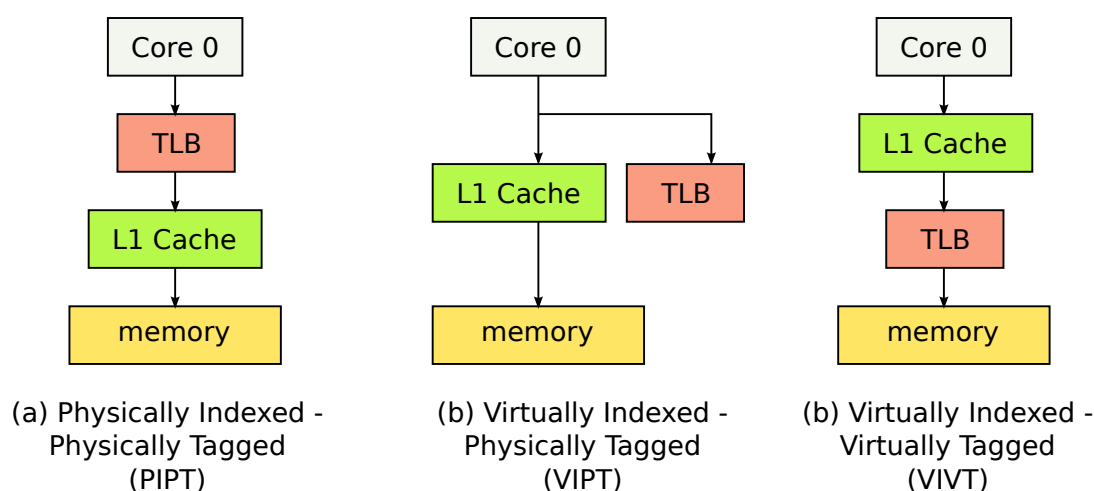 Core 0
TLB
L1 Cache
memory
(a) Physically Indexed -
Physically Tagged
(PIPT)
Core 0
L1 Cache
TLB
memory
(b) Virtually Indexed -
Physically Tagged
(VIPT)
Core 0
L1 Cache
TLB
memory
(b) Virtually Indexed -
Virtually Tagged
(VIVT)